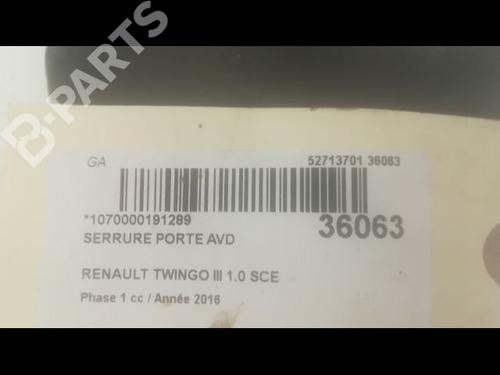 B-PARTS
GA 52713701 36063
*1070000191289 36063
SERRURE PORTE AVD
RENAULT TWINGO III 1.0 SCE
Phase 1 cc / Année 2016